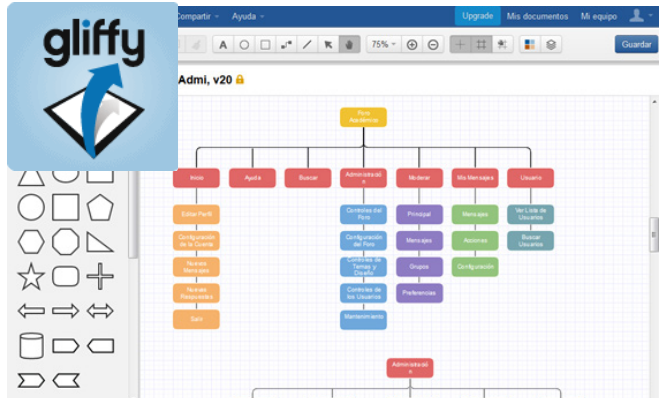 gliffy
Compartir
Ayuda
Upgrade
Mis documentos
Mi equipo
A
75%
Guardar
Admi, v20
Foro
Académico
Inicio
Ayuda
Buscar
Administració
n
Moderar
Mis Mensajes
Usuario
Editar Perfil
Configuración
de la Cuenta
Nuevos
Mensajes
Nuevas
Respuestas
Salir
Controles del
Foro
Configuración
del Foro
Controles de
Temas y
Diseño
Controles de
los Usuarios
Mantenimiento
Principal
Mensajes
Grupos
Preferencias
Mensajes
Acciones
Configuración
Ver Lista de
Usuarios
Buscar
Usuarios
Administració
n